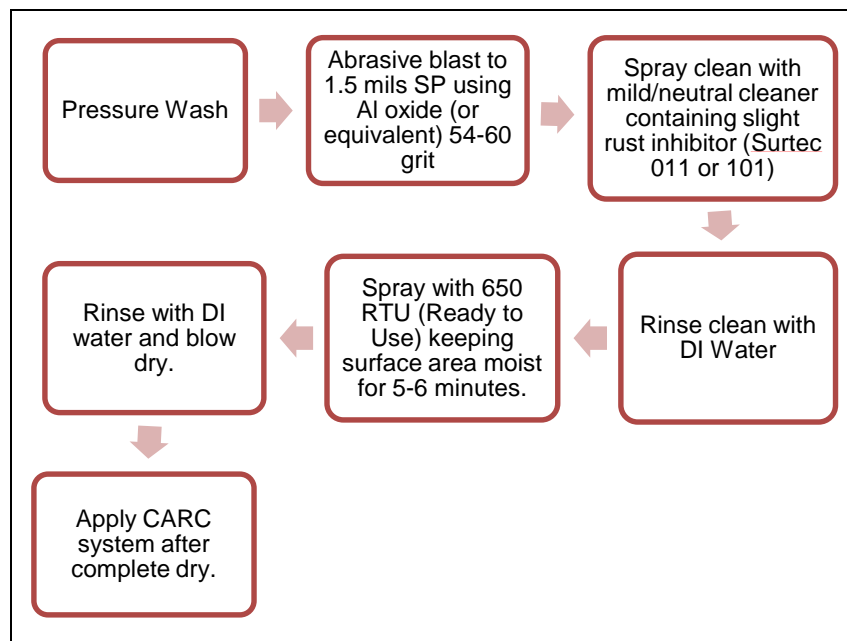 Pressure Wash
Abrasive blast to
1.5 mils SP using
Al oxide (or
equivalent) 54-60
grit
Spray clean with
mild/neutral cleaner
containing slight
rust inhibitor (Surtec
011 or 101)
Rinse clean with
DI Water
Spray with 650
RTU (Ready to
Use) keeping
surface area moist
for 5-6 minutes.
Rinse with DI
water and blow
dry.
Apply CARC
system after
complete dry.